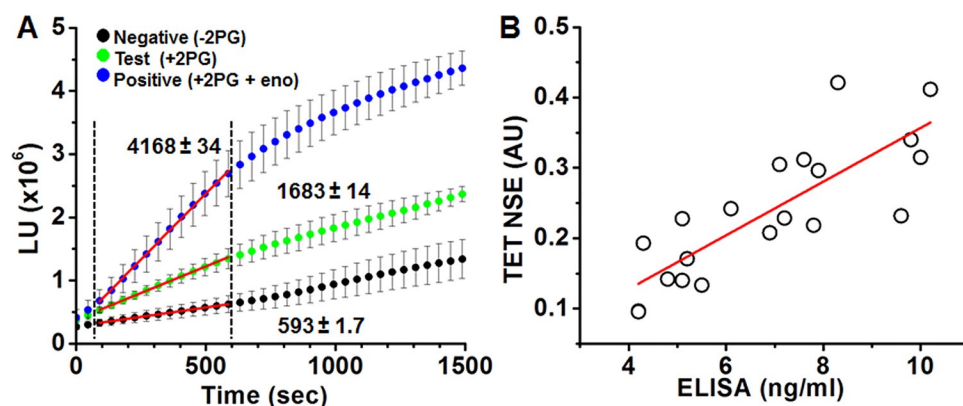 A
B
Negative (-2PG)
Test (+2PG)
Positive (+2PG + eno)
4168 ± 34
1683 ± 14
593 ± 1.7
LU (x10⁶)
5
4
3
2
1
0
0 500 1000 1500
Time (sec)
TET NSE (AU)
0.5
0.4
0.3
0.2
0.1
4 6 8 10
ELISA (ng/ml)